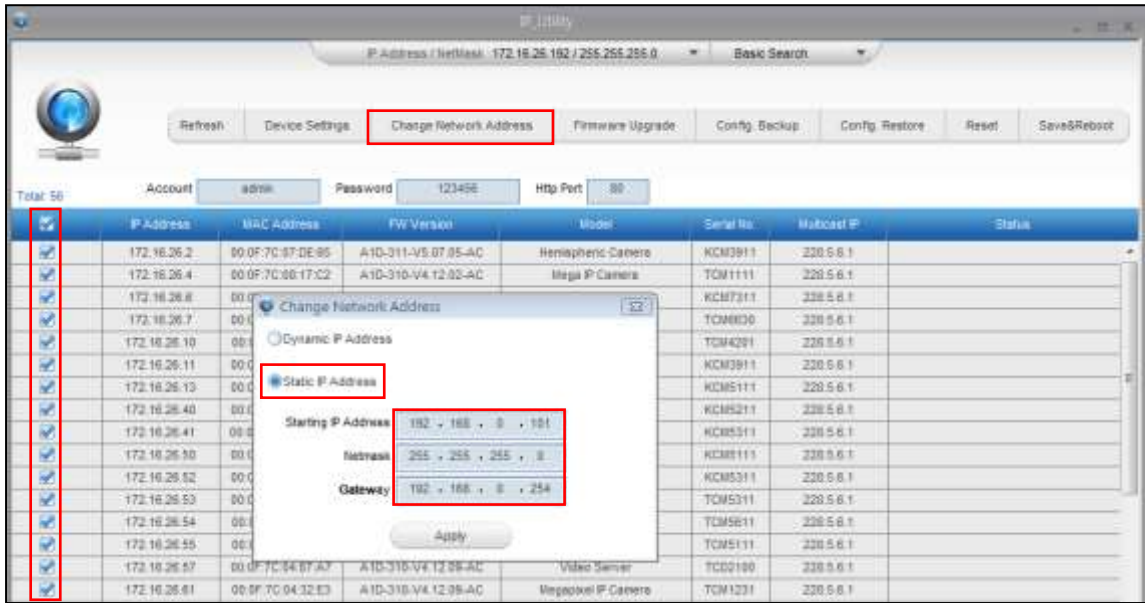 IP_Utility
IP Address / NetMask 172.16.26.192 / 255.255.255.0 Basic Search
Refresh Device Settings Change Network Address Firmware Upgrade Config. Backup Config. Restore Reset Save&Reboot
Total: 56 Account admin Password 123456 Http Port 80
IP Address MAC Address FW Version Model Serial No. Multicast IP Status
172.16.26.2 A1D-311-V5.07.05-AC Hemispheric Camera KCM3911 228.5.6.1
172.16.26.4 00:0F:7C:00:17:C2 A1D-310-V4.12.02-AC Mega IP Camera TCM1111 228.5.6.1
172.16.26.6 KCM7311 228.5.6.1
172.16.26.7 TCM6630 228.5.6.1
172.16.26.10 TCM4201 228.5.6.1
172.16.26.11 KCM3911 228.5.6.1
172.16.26.13 KCM5111 228.5.6.1
172.16.26.40 KCM5211 228.5.6.1
172.16.26.41 KCM5311 228.5.6.1
172.16.26.50 228.5.6.1
172.16.26.52 KCM5311 228.5.6.1
172.16.26.53 TCM5311 228.5.6.1
172.16.26.54 TCM5611 228.5.6.1
172.16.26.55 TCM5111 228.5.6.1
172.16.26.57 00:0F:7C:04:87:A7 A1D-310-V4.12.09-AC Video Server TCD2100 228.5.6.1
172.16.26.61 00:0F:7C:04:32:E3 A1D-310-V4.12.09-AC Megapixel IP Camera TCM1231 228.5.6.1
Change Network Address
Dynamic IP Address
Static IP Address
Starting IP Address 192 . 168 . 0 . 101
Netmask 255 . 255 . 255 . 0
Gateway 192 . 168 . 0 . 254
Apply